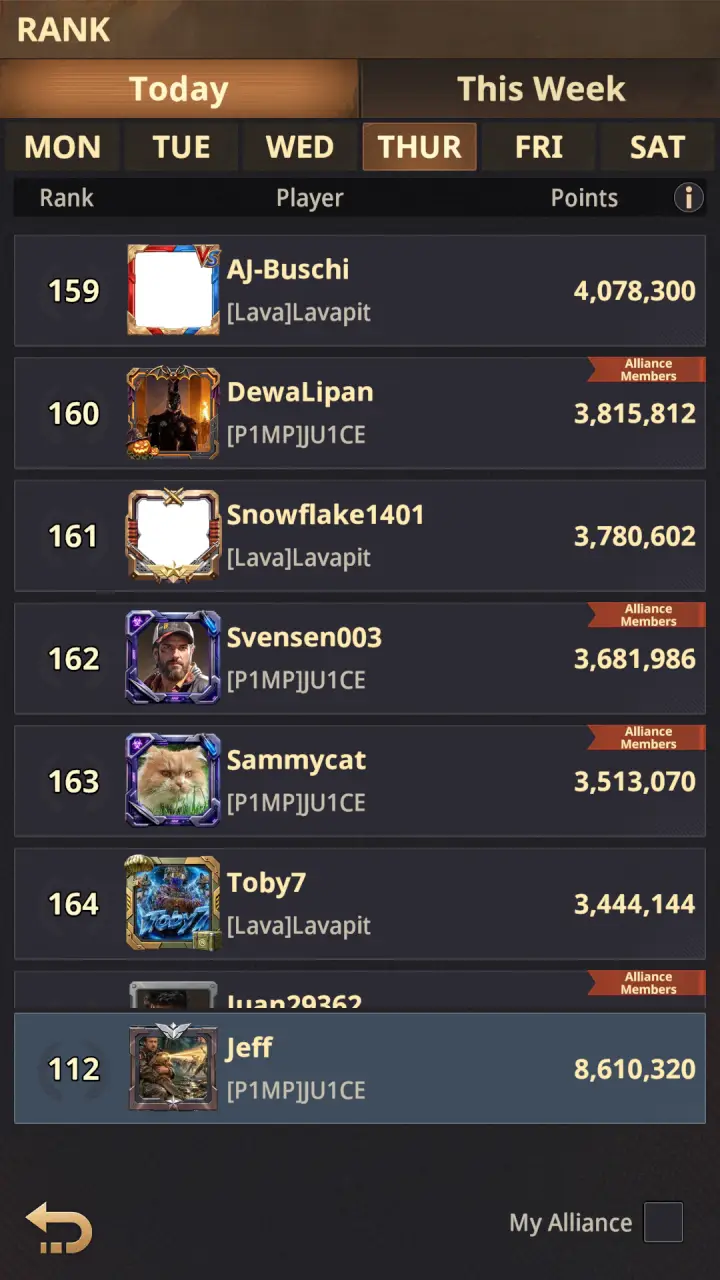 RANK
Today
This Week
MON
TUE
WED
THUR
FRI
SAT
Rank
Player
Points
159
VS
AJ-Buschi
[Lava]Lavapit
4,078,300
160
DewaLipan
[P1MP]JU1CE
Alliance
Members
3,815,812
161
Snowflake1401
[Lava]Lavapit
3,780,602
162
Svensen003
[P1MP]JU1CE
Alliance
Members
3,681,986
163
Sammycat
[P1MP]JU1CE
Alliance
Members
3,513,070
164
Toby7
Toby7
[Lava]Lavapit
3,444,144
Juan29362
Alliance
Members
112
Jeff
[P1MP]JU1CE
8,610,320
My Alliance